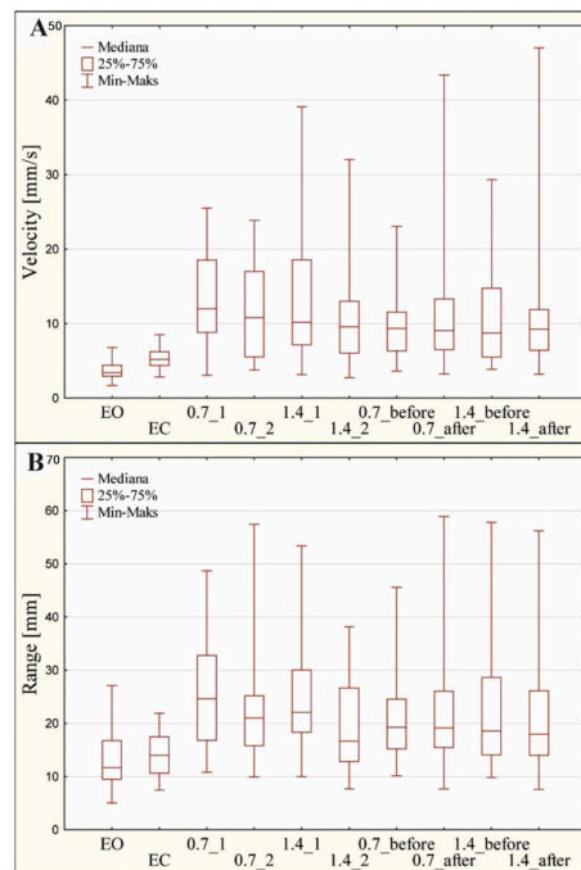 A
Mediana
25%-75%
Min-Maks
Velocity [mm/s]
50
40
30
20
10
0
EO 0.7_1 1.4_1 0.7_before 1.4_before
EC 0.7_2 1.4_2 0.7_after 1.4_after
B
Mediana
25%-75%
Min-Maks
Range [mm]
70
60
50
40
30
20
10
0
EO 0.7_1 1.4_1 0.7_before 1.4_before
EC 0.7_2 1.4_2 0.7_after 1.4_after